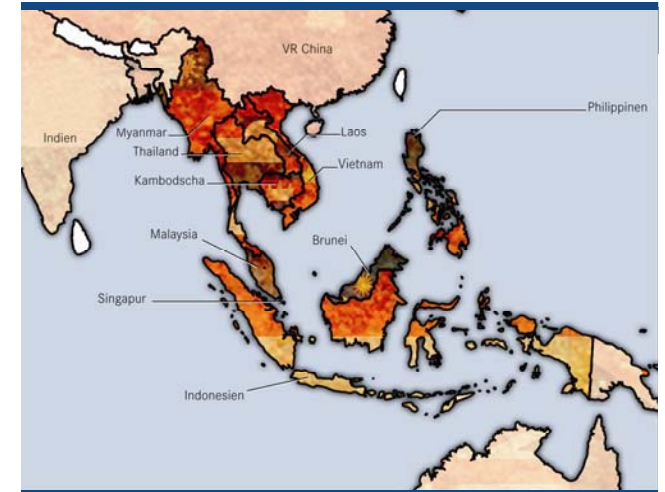 VR China
Philippinen
Indien
Myanmar
Laos
Thailand
Vietnam
Kambodscha
Malaysia
Brunei
Singapur
Indonesien